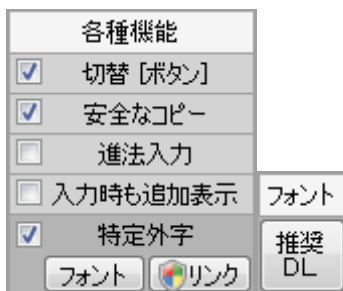 各種機能
切替 [ボタン]
安全なコピー
進法入力
入力時も追加表示
フォント
特定外字
推奨
DL
フォント
リンク